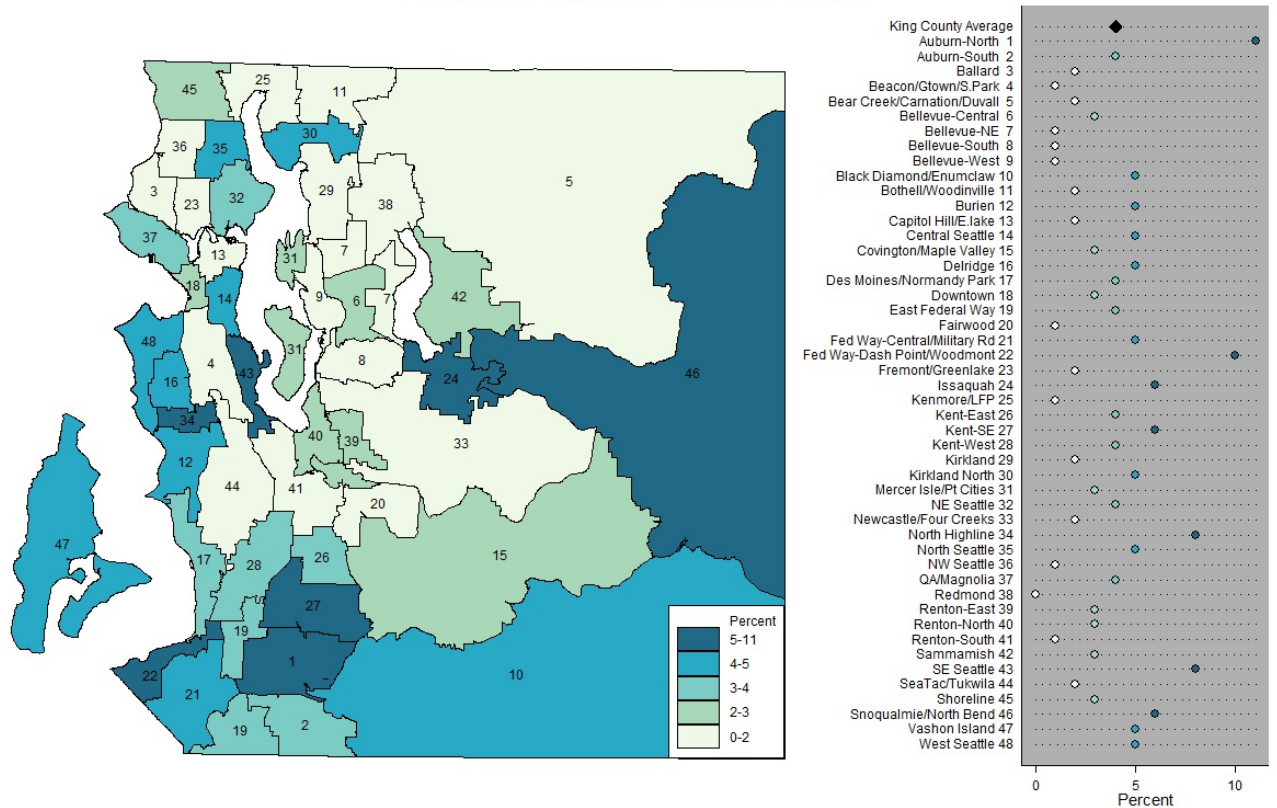 45
25
11
30
36
35
5
29
3
23
32
38
37
13
7
31
18
14
9
6
7
42
48
4
31
43
8
24
46
16
34
40
39
33
12
44
41
20
47
17
28
26
15
27
19
22
1
21
10
19
2
Percent
5-11
4-5
3-4
2-3
0-2
King County Average
Auburn-North 1
Auburn-South 2
Ballard 3
Beacon/Gtown/S.Park 4
Bear Creek/Carnation/Duvall 5
Bellevue-Central 6
Bellevue-NE 7
Bellevue-South 8
Bellevue-West 9
Black Diamond/Enumclaw 10
Bothell/Woodinville 11
Burien 12
Capitol Hill/E.lake 13
Central Seattle 14
Covington/Maple Valley 15
Delridge 16
Des Moines/Normandy Park 17
Downtown 18
East Federal Way 19
Fairwood 20
Fed Way-Central/Military Rd 21
Fed Way-Dash Point/Woodmont 22
Fremont/Greenlake 23
Issaquah 24
Kenmore/LFP 25
Kent-East 26
Kent-SE 27
Kent-West 28
Kirkland 29
Kirkland North 30
Mercer Isle/Pt Cities 31
NE Seattle 32
Newcastle/Four Creeks 33
North Highline 34
North Seattle 35
NW Seattle 36
QA/Magnolia 37
Redmond 38
Renton-East 39
Renton-North 40
Renton-South 41
Sammamish 42
SE Seattle 43
SeaTac/Tukwila 44
Shoreline 45
Snoqualmie/North Bend 46
Vashon Island 47
West Seattle 48
0 5 10
Percent